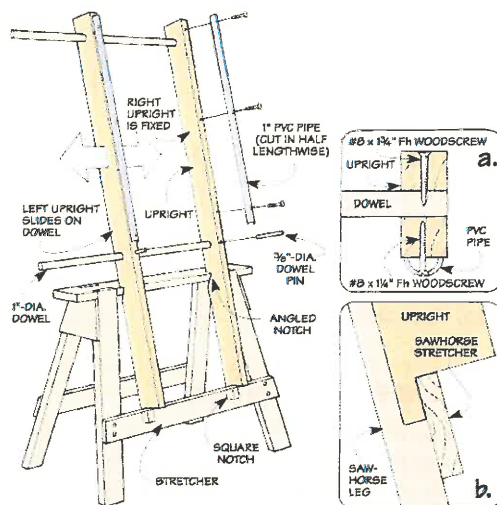 RIGHT
UPRIGHT
IS FIXED
1" PVC PIPE
(CUT IN HALF
LENGTHWISE)
LEFT UPRIGHT
SLIDES ON
DOWEL
UPRIGHT
3/8"-DIA.
DOWEL
PIN
1"-DIA.
DOWEL
ANGLED
NOTCH
SQUARE
NOTCH
STRETCHER
#8 x 1¾" Fh WOODSCREW
a.
UPRIGHT
DOWEL
PVC
PIPE
#8 x 1¼" Fh WOODSCREW
UPRIGHT
SAWHORSE
STRETCHER
SAW-
HORSE
LEG
b.